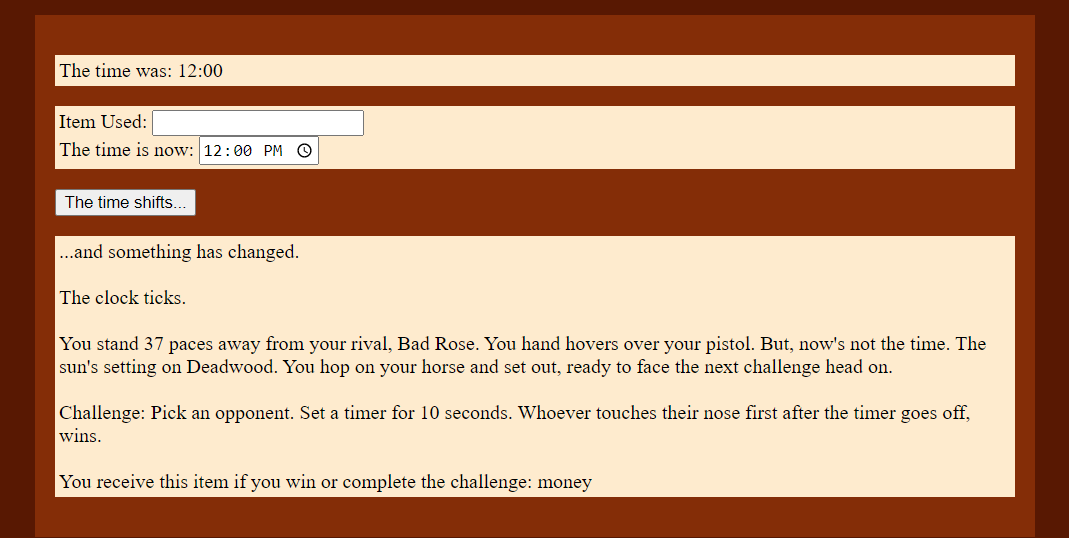 The time was: 12:00
Item Used:
The time is now: 12:00 PM
The time shifts...
...and something has changed.
The clock ticks.
You stand 37 paces away from your rival, Bad Rose. You hand hovers over your pistol. But, now's not the time. The
sun's setting on Deadwood. You hop on your horse and set out, ready to face the next challenge head on.
Challenge: Pick an opponent. Set a timer for 10 seconds. Whoever touches their nose first after the timer goes off,
wins.
You receive this item if you win or complete the challenge: money